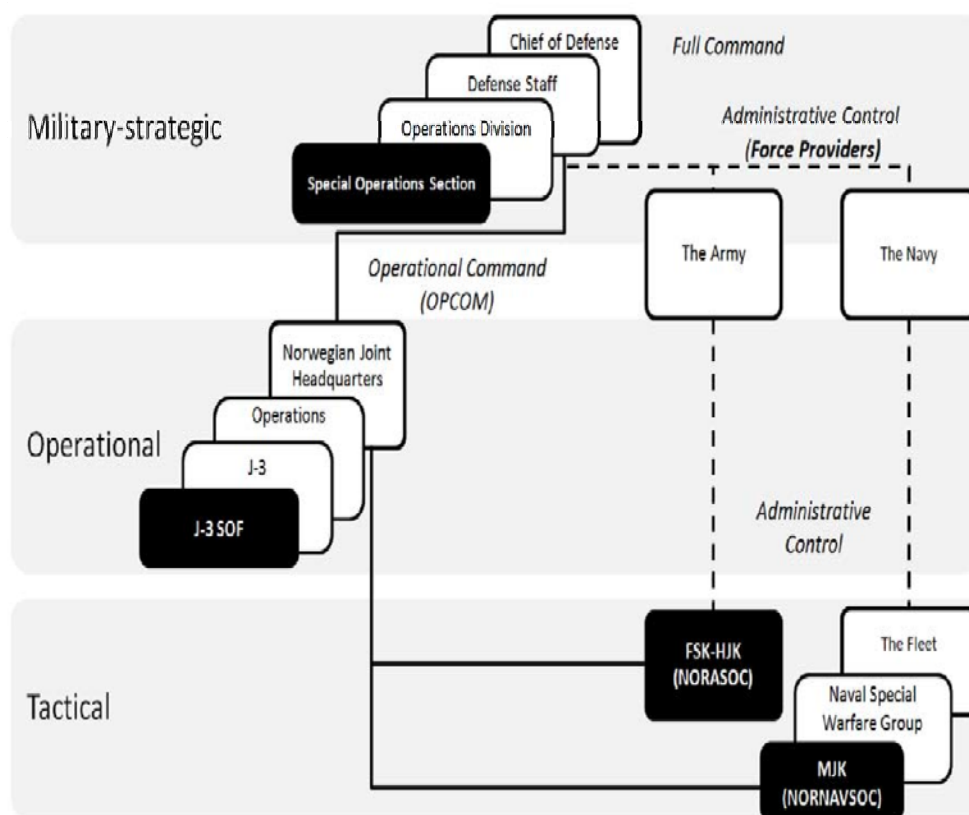 Chief of Defense
Full Command
Defense Staff
Military-strategic
Operations Division
Administrative Control
(Force Providers)
Special Operations Section
The Army
The Navy
Operational Command
(OPCOM)
Norwegian Joint
Headquarters
Operations
Operational
J-3
J-3 SOF
Administrative
Control
FSK-HJK
(NORASOC)
The Fleet
Tactical
Naval Special
Warfare Group
MJK
(NORNAVSOC)